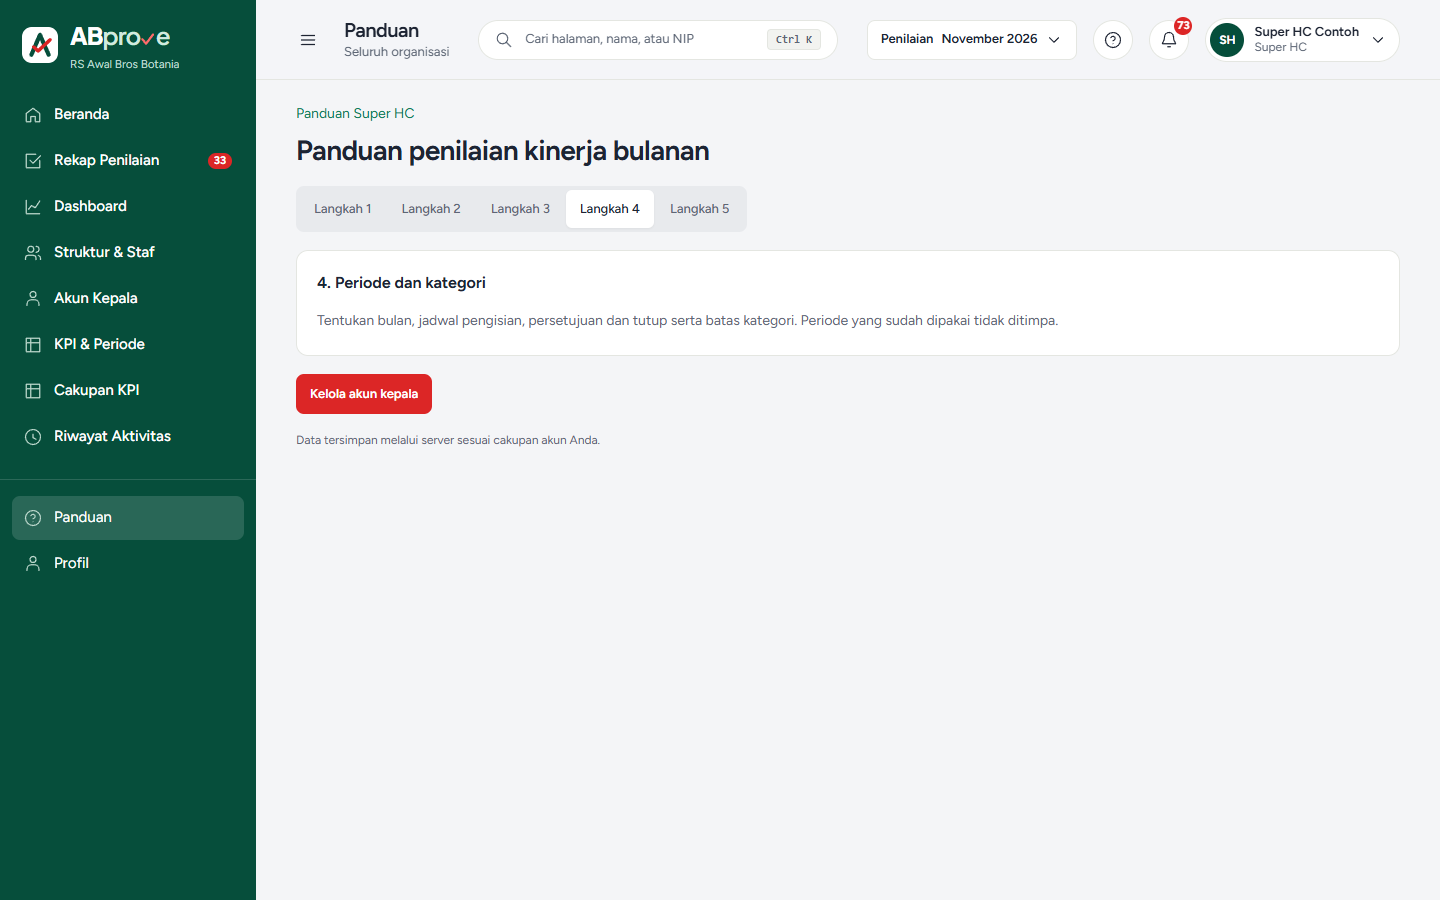 ABprove
RS Awal Bros Botania
Beranda
Rekap Penilaian 33
Dashboard
Struktur & Staf
Akun Kepala
KPI & Periode
Cakupan KPI
Riwayat Aktivitas
Panduan
Profil
Panduan
Seluruh organisasi
Cari halaman, nama, atau NIP Ctrl K
Penilaian November 2026
73
SH
Super HC Contoh
Super HC
Panduan Super HC
Panduan penilaian kinerja bulanan
Langkah 1 Langkah 2 Langkah 3 Langkah 4 Langkah 5
4. Periode dan kategori
Tentukan bulan, jadwal pengisian, persetujuan dan tutup serta batas kategori. Periode yang sudah dipakai tidak ditimpa.
Kelola akun kepala
Data tersimpan melalui server sesuai cakupan akun Anda.